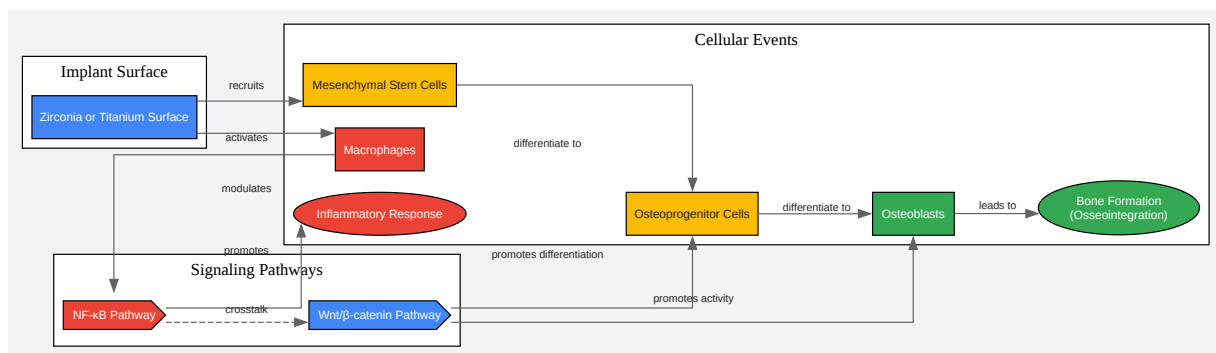 Cellular Events
Implant Surface
recruits
Mesenchymal Stem Cells
Zirconia or Titanium Surface
activates
Macrophages
differentiate to
modulates
Inflammatory Response
Osteoprogenitor Cells
differentiate to
Osteoblasts
leads to
Bone Formation
(Osseointegration)
promotes
promotes differentiation
Signaling Pathways
NF-κB Pathway
crosstalk
Wnt/β-catenin Pathway
promotes activity